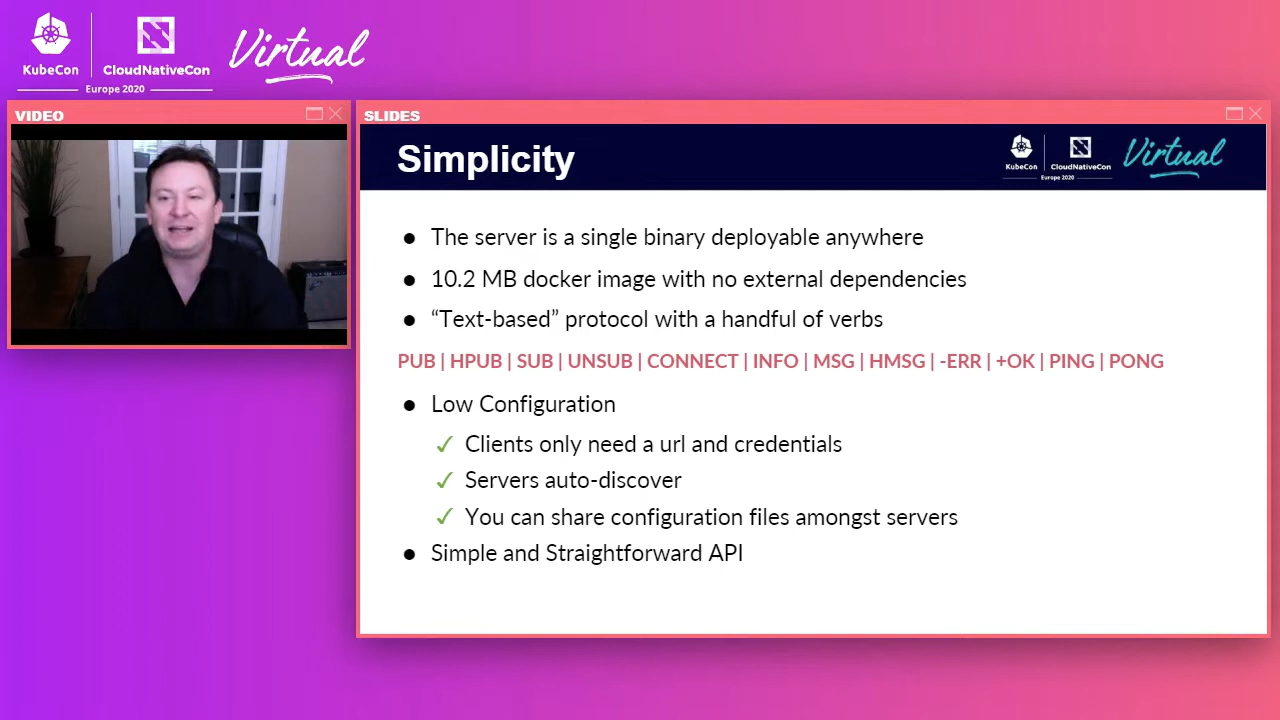 KubeCon
CloudNativeCon
Europe 2020
Virtual
VIDEO
SLIDES
Simplicity
KubeCon
CloudNativeCon
Europe 2020
Virtual
● The server is a single binary deployable anywhere
● 10.2 MB docker image with no external dependencies
● “Text-based” protocol with a handful of verbs
PUB | HPUB | SUB | UNSUB | CONNECT | INFO | MSG | HMSG | -ERR | +OK | PING | PONG
● Low Configuration
✓ Clients only need a url and credentials
✓ Servers auto-discover
✓ You can share configuration files amongst servers
● Simple and Straightforward API